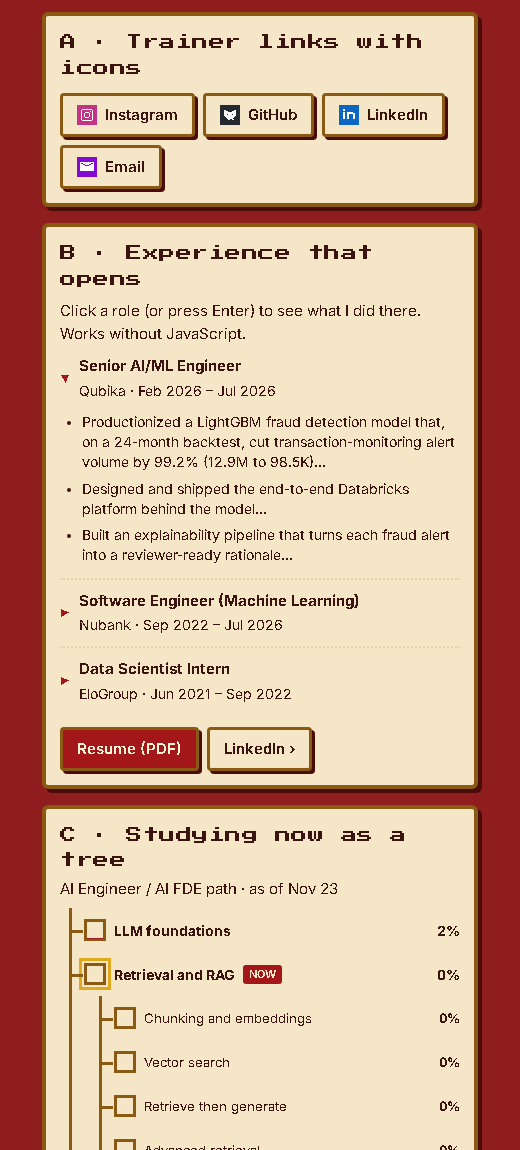 A · Trainer links with
icons
Instagram
GitHub
LinkedIn
Email
B · Experience that
opens
Click a role (or press Enter) to see what I did there.
Works without JavaScript.
Senior AI/ML Engineer
Qubika · Feb 2026 – Jul 2026
• Productionized a LightGBM fraud detection model that,
on a 24-month backtest, cut transaction-monitoring alert
volume by 99.2% (12.9M to 98.5K)...
• Designed and shipped the end-to-end Databricks
platform behind the model...
• Built an explainability pipeline that turns each fraud alert
into a reviewer-ready rationale...
Software Engineer (Machine Learning)
Nubank · Sep 2022 – Jul 2026
Data Scientist Intern
EloGroup · Jun 2021 – Sep 2022
Resume (PDF)
LinkedIn ›
C · Studying now as a
tree
AI Engineer / AI FDE path · as of Nov 23
LLM foundations 2%
Retrieval and RAG NOW 0%
Chunking and embeddings 0%
Vector search 0%
Retrieve then generate 0%
Advanced retrieval 0%